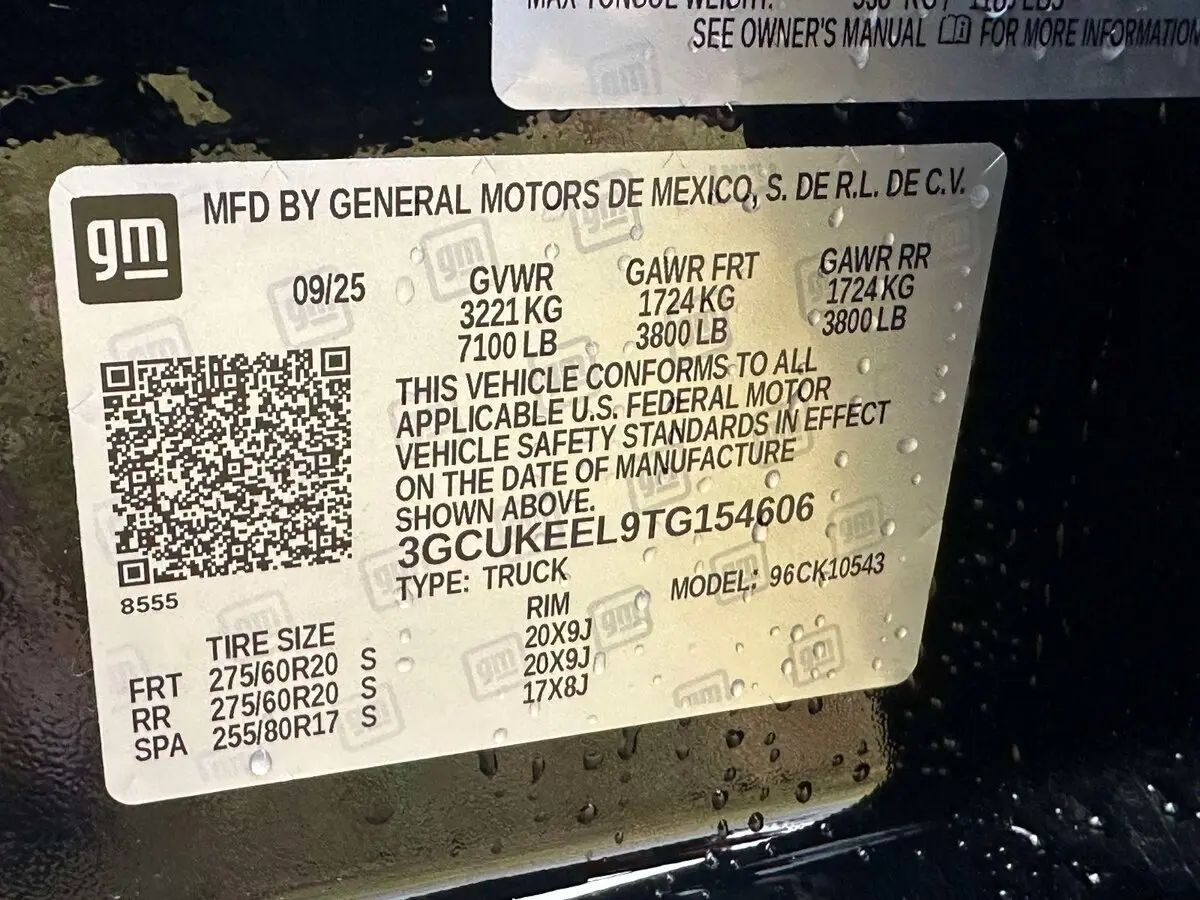 SEE OWNER'S MANUAL FOR MORE INFORMATION
gm
MFD BY GENERAL MOTORS DE MEXICO, S. DE R.L. DE C.V.
09/25 GVWR GAWR FRT GAWR RR
3221 KG 1724 KG 1724 KG
7100 LB 3800 LB 3800 LB
THIS VEHICLE CONFORMS TO ALL
APPLICABLE U.S. FEDERAL MOTOR
VEHICLE SAFETY STANDARDS IN EFFECT
ON THE DATE OF MANUFACTURE
SHOWN ABOVE.
3GCUKEEL9TG154606
TYPE: TRUCK MODEL: 96CK10543
8555
TIRE SIZE RIM
FRT 275/60R20 S 20X9J
RR 275/60R20 S 20X9J
SPA 255/80R17 S 17X8J